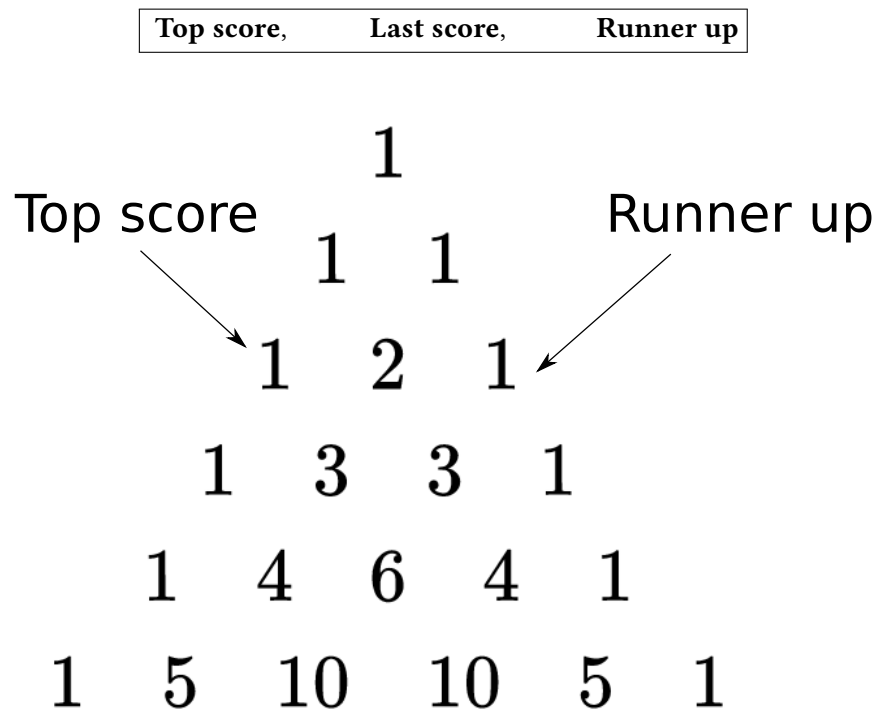 Top score, Last score, Runner up
1
Top score Runner up
1 1
1 2 1
1 3 3 1
1 4 6 4 1
1 5 10 10 5 1